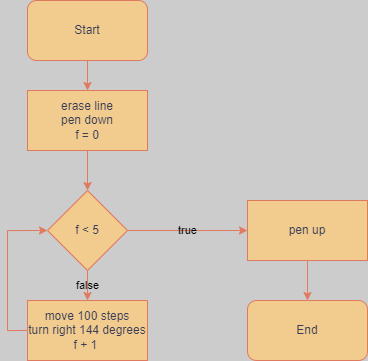 Start
erase line
pen down
f = 0
f < 5
true
pen up
false
move 100 steps
turn right 144 degrees
f + 1
End